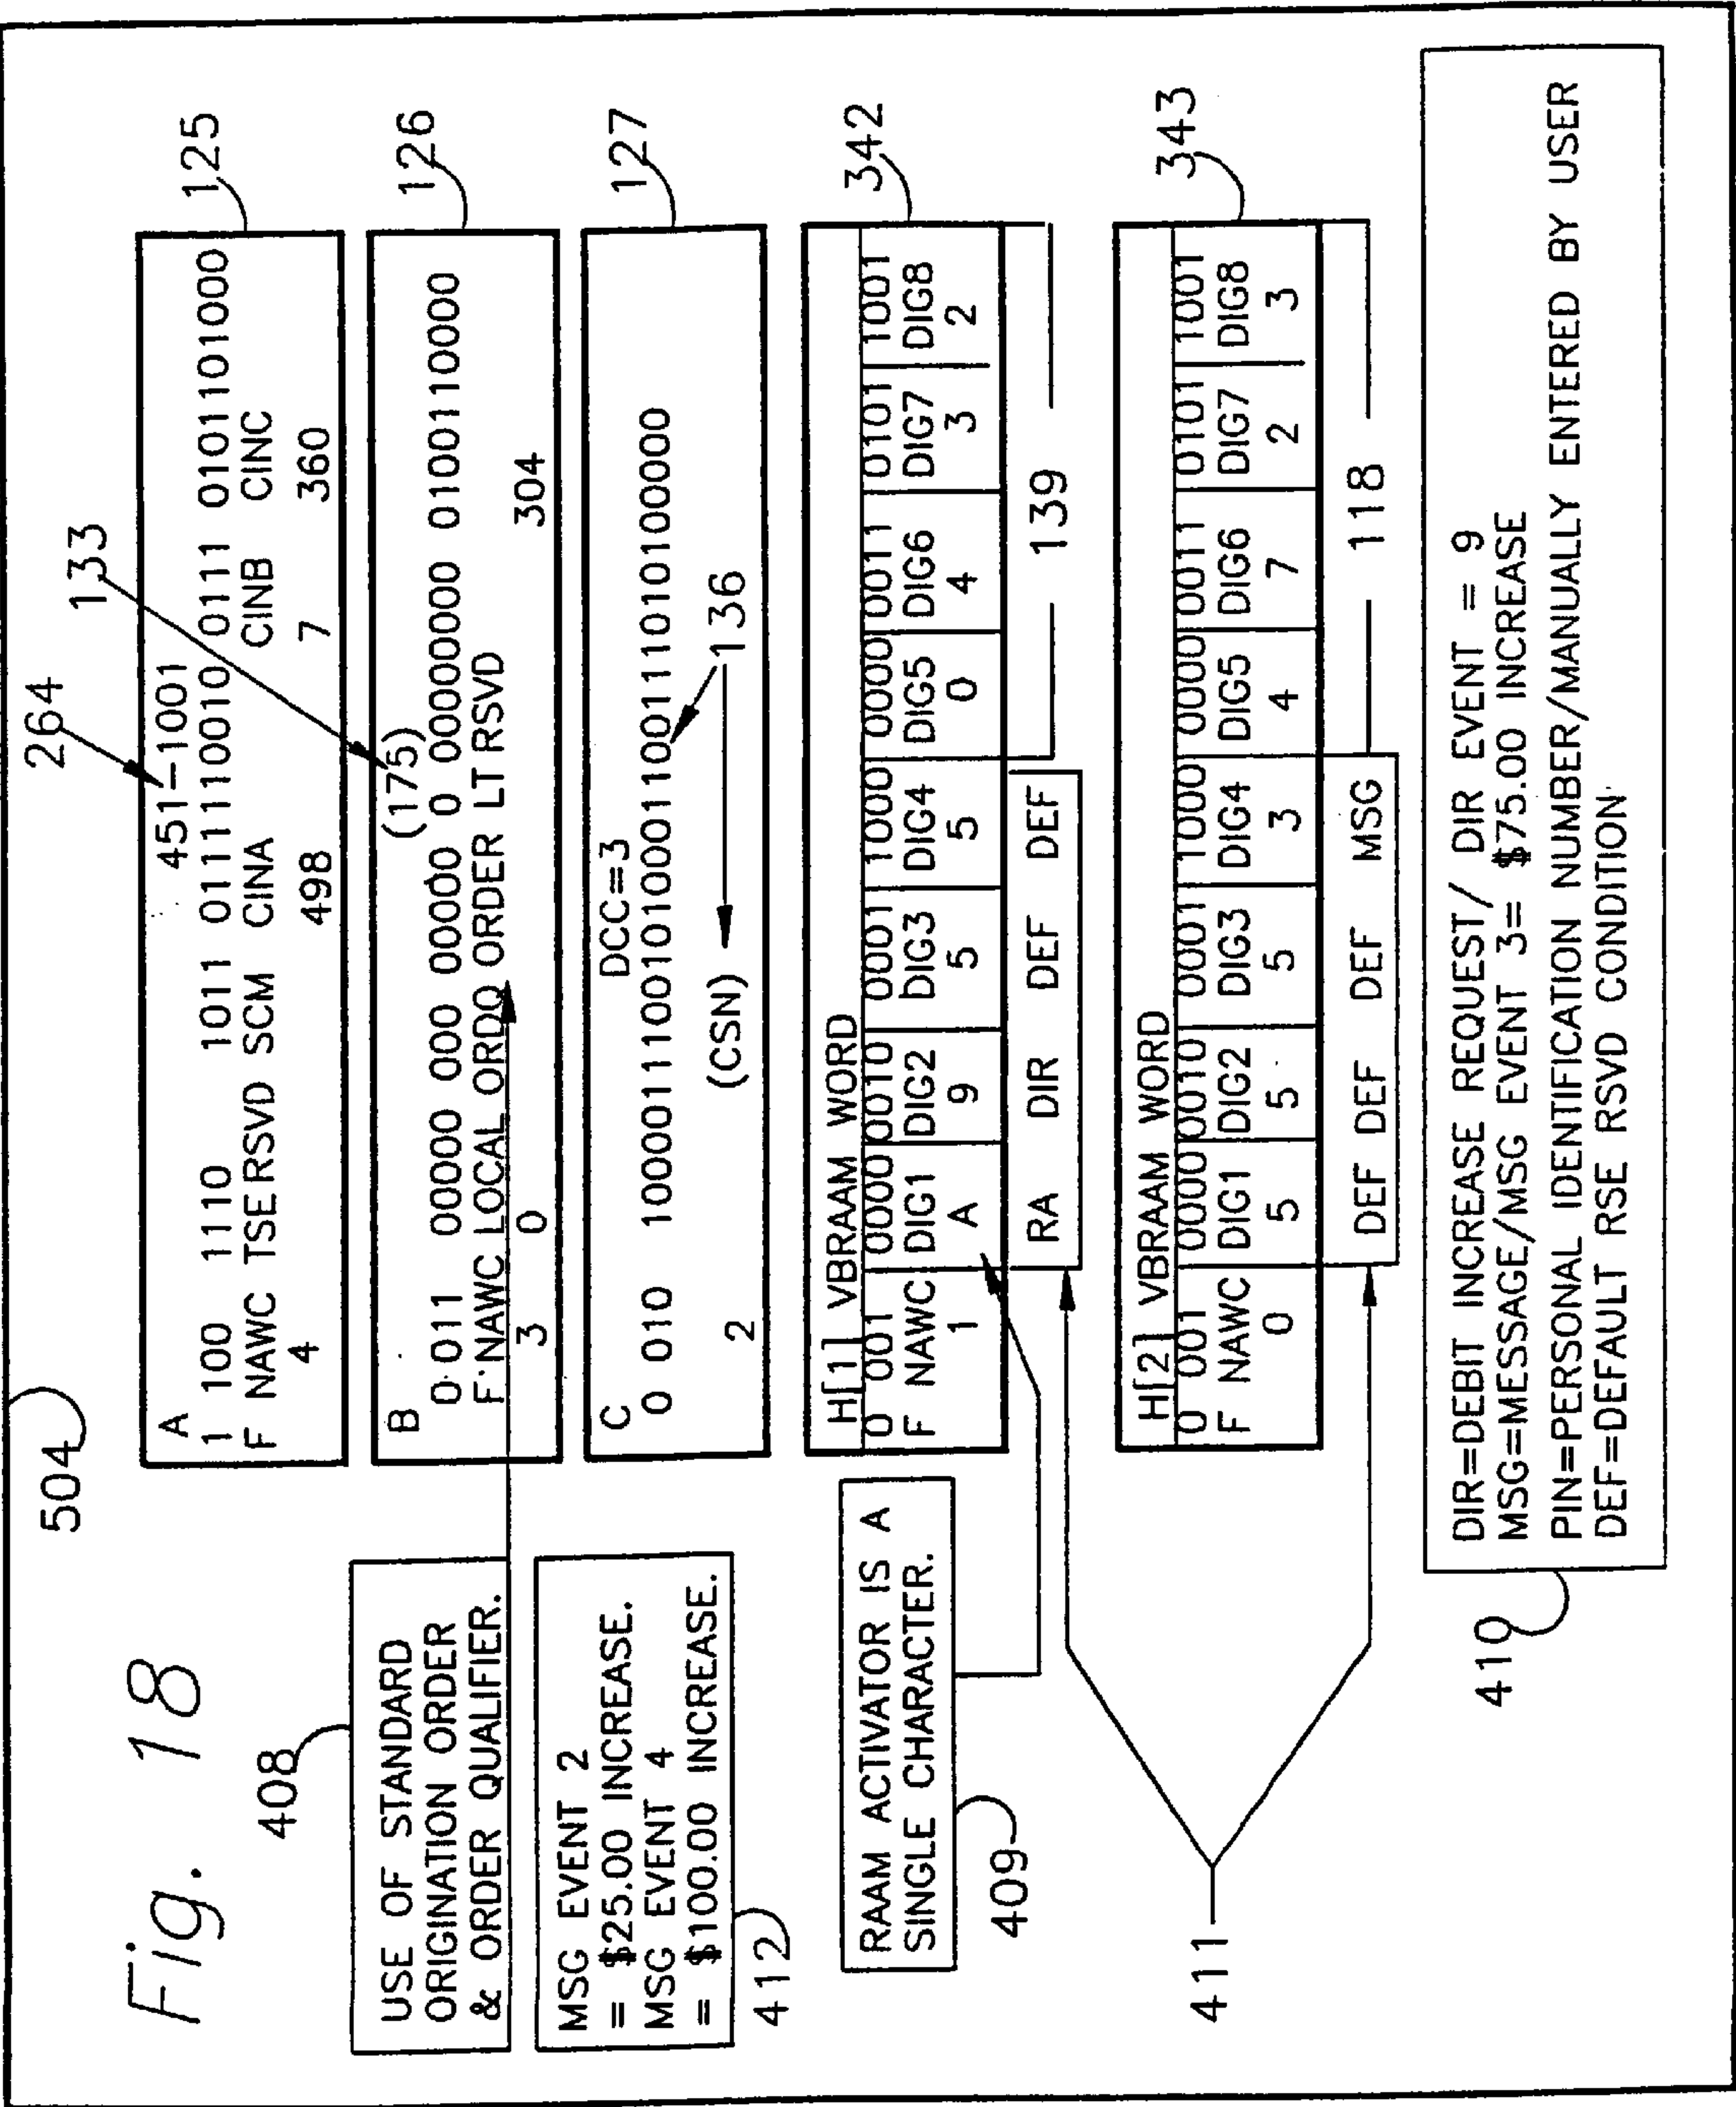 Fig. 18
504
408
USE OF STANDARD
ORIGINATION ORDER
& ORDER QUALIFIER.
MSG EVENT 2
= $25.00 INCREASE.
MSG EVENT 4
= $100.00 INCREASE.
412
RAAM ACTIVATOR IS A
SINGLE CHARACTER.
409
411
264
133
A 451-1001
1 100 1110 1011 0111110010 0111 0101101000
F NAWC TSERSVD SCM CINA CINB CINC
4 498 7 360
125
B (175)
0 011 00000 000 00000 0 0000000 0100110000
F NAWC LOCAL ORDQ ORDER LT RSVD
3 0 304
126
C DCC=3
0 010 100011100101000110011101010000
(CSN) 136
2
127
H[1] VBRAAM WORD
0 001 0000 0010 0001 1000 0000 0011 0101 1001
F NAWC DIG1 DIG2 DIG3 DIG4 DIG5 DIG6 DIG7 DIG8
1 A 9 5 5 0 4 3 2
342
RA DIR DEF DEF
139
H[2] VBRAAM WORD
0 001 0000 0010 0001 1000 0000 0011 0101 1001
F NAWC DIG1 DIG2 DIG3 DIG4 DIG5 DIG6 DIG7 DIG8
0 5 5 5 3 4 7 2 3
343
DEF DEF DEF MSG
118
DIR=DEBIT INCREASE REQUEST/ DIR EVENT = 9
MSG=MESSAGE/MSG EVENT 3= $75.00 INCREASE
PIN=PERSONAL IDENTIFICATION NUMBER/MANUALLY ENTERED BY USER
DEF=DEFAULT RSE RSVD CONDITION.
410